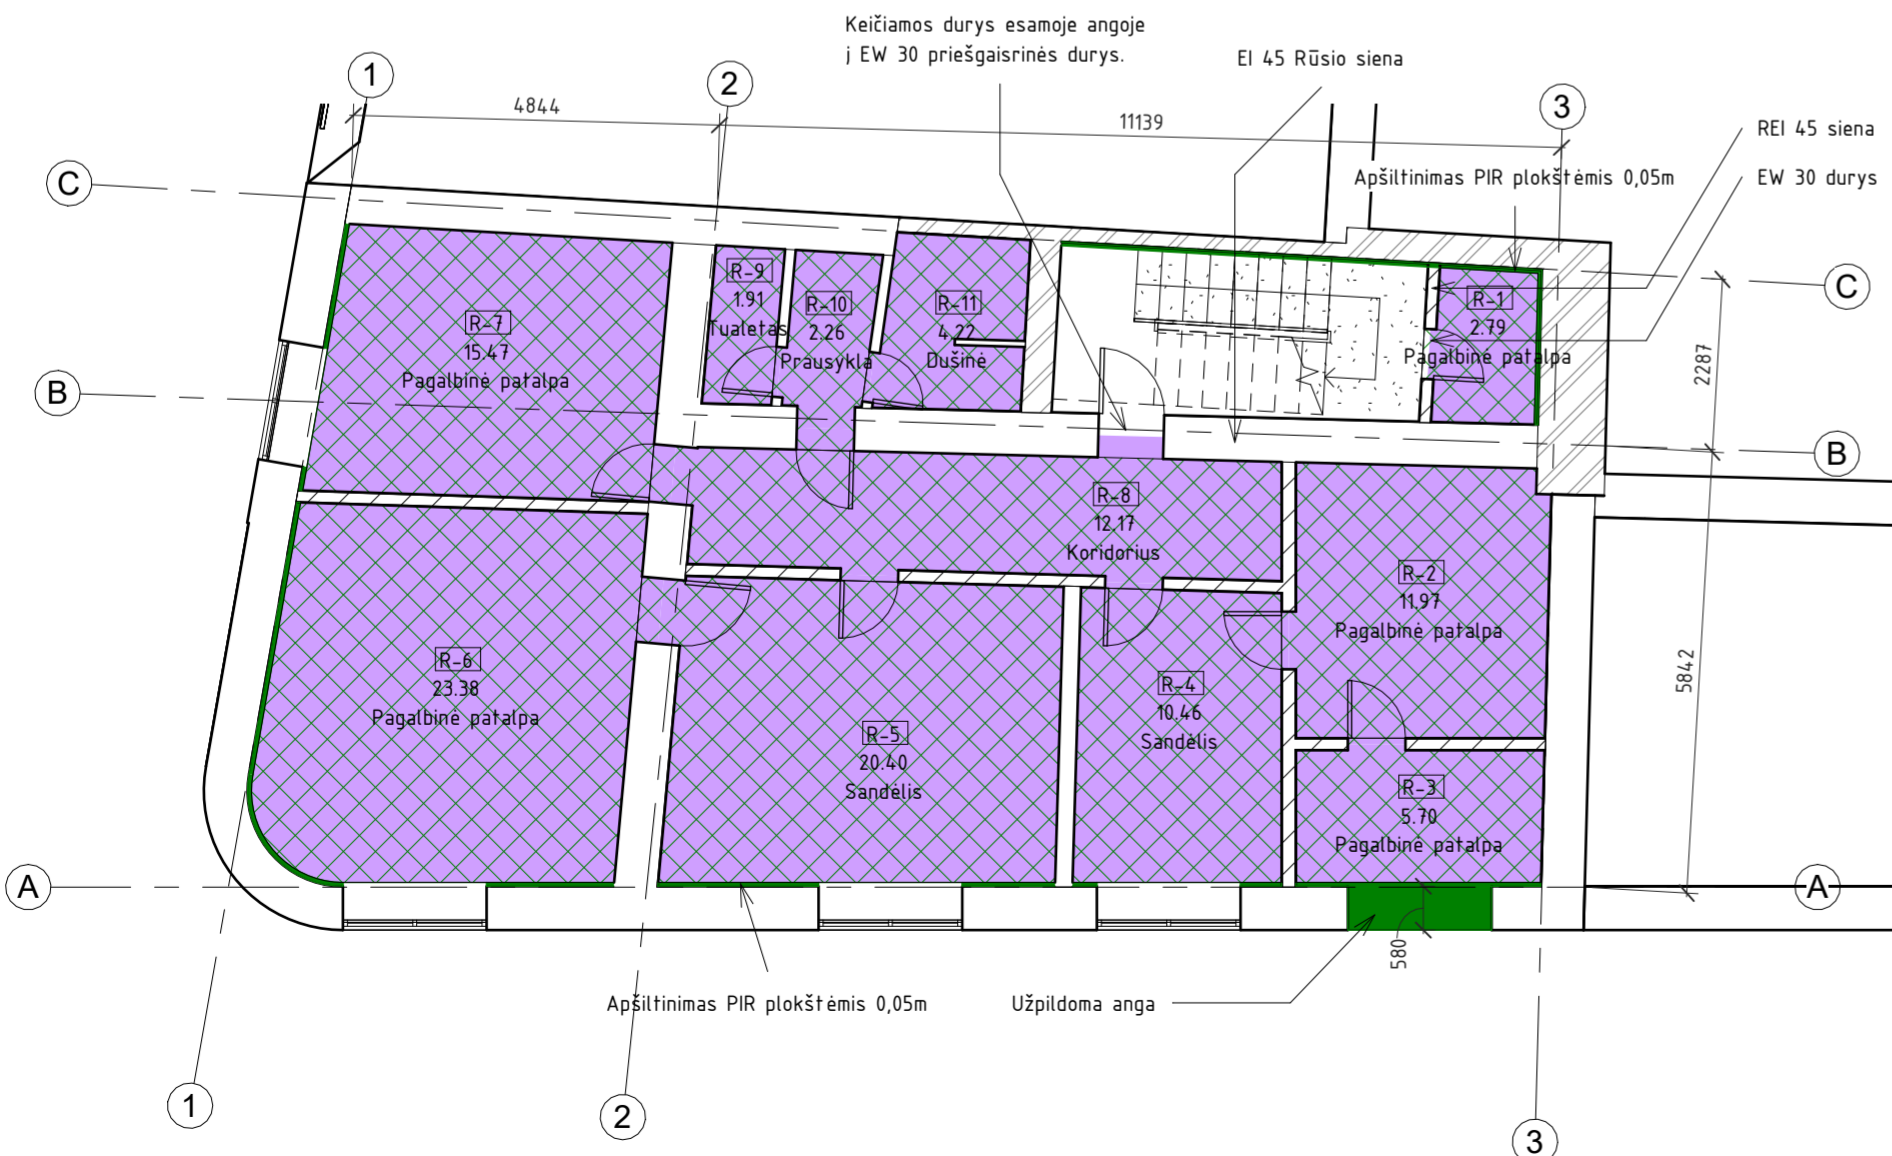 Keičiamos durys esamoje angoje
į EW 30 priešgaisrinės durys.
EI 45 Rūsio siena
1
2
3
4844
11139
REI 45 siena
C
Apšiltinimas PIR plokštėmis 0,05m
EW 30 durys
R-9
1.91
Tualetas
R-10
2.26
Prausykla
R-11
4.22
Dušinė
R-1
2.79
Pagalbinė patalpa
C
R-7
15.47
Pagalbinė patalpa
2287
B
B
R-8
12.17
Koridorius
R-2
11.97
Pagalbinė patalpa
R-6
23.38
Pagalbinė patalpa
R-4
10.46
Sandėlis
5842
R-5
20.40
Sandėlis
R-3
5.70
Pagalbinė patalpa
A
A
580
Apšiltinimas PIR plokštėmis 0,05m
Užpildoma anga
1
2
3